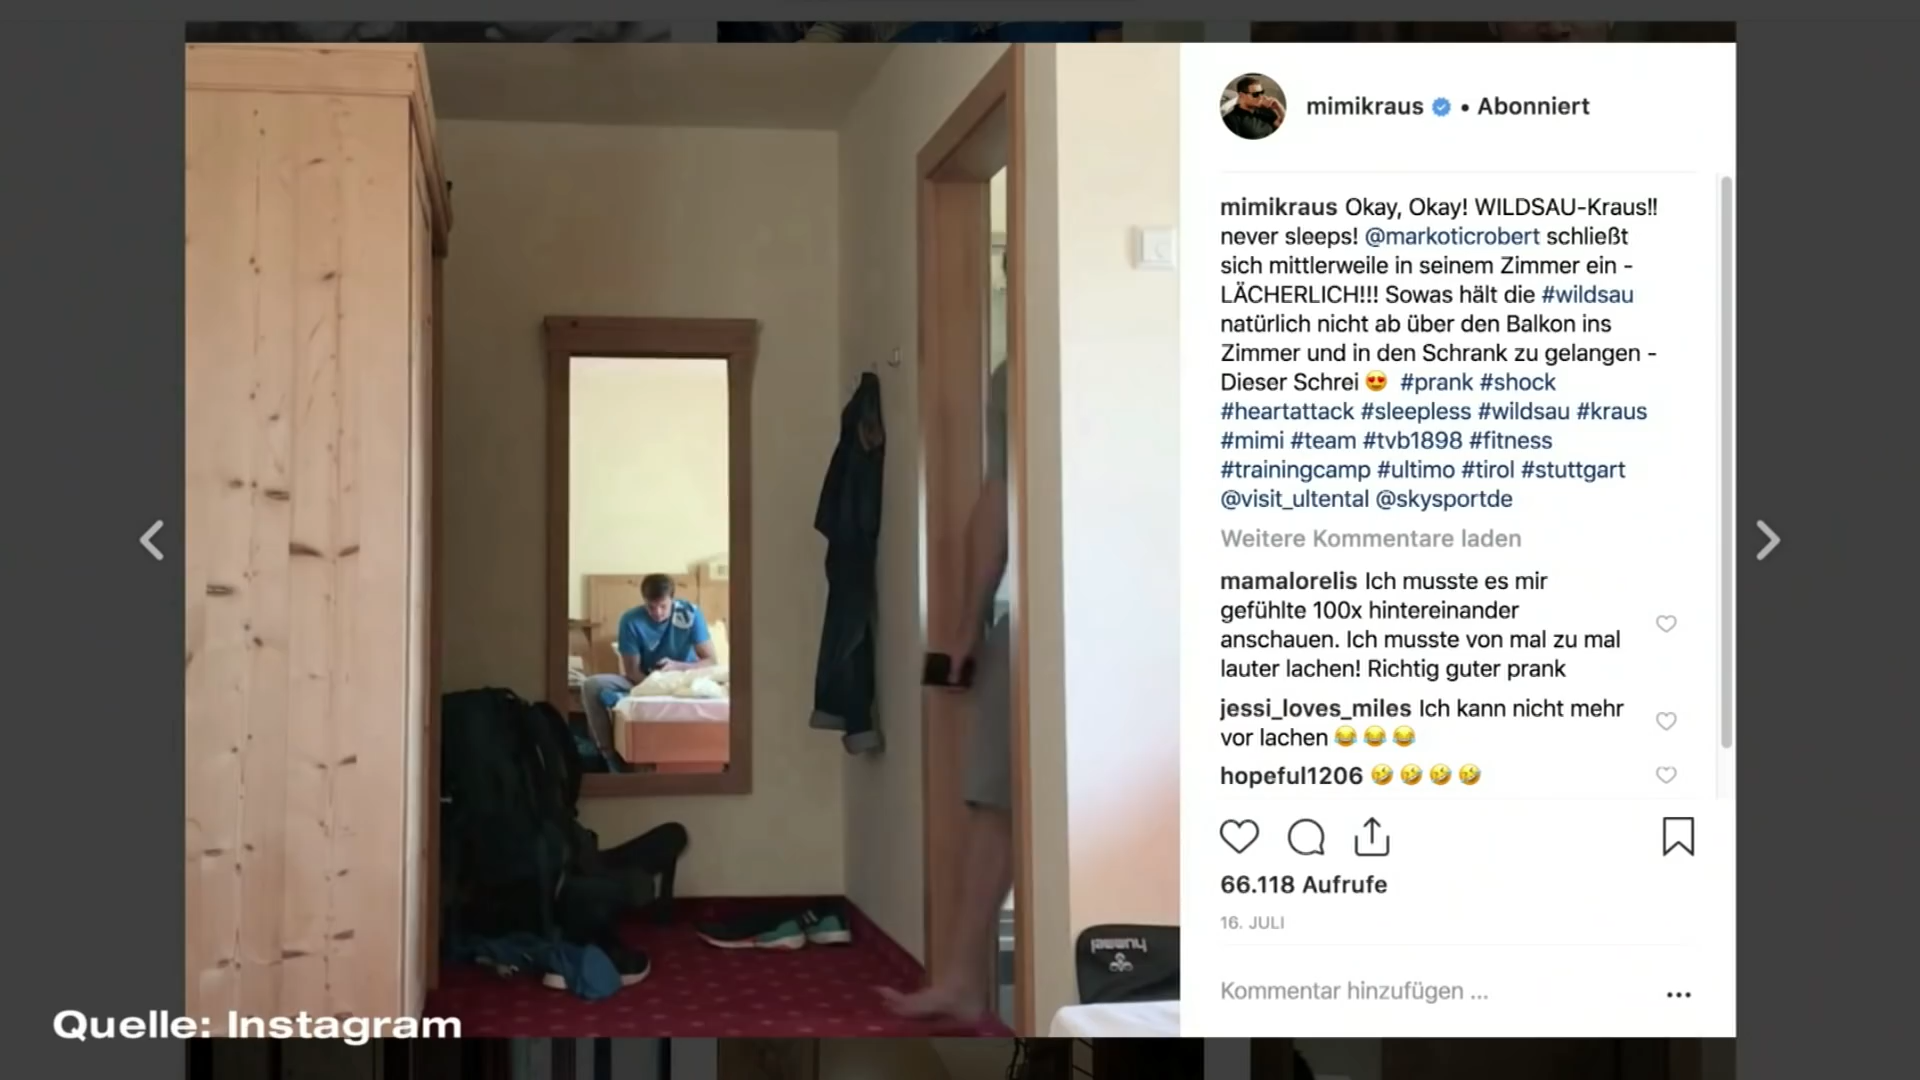 mimikraus • Abonniert
mimikraus Okay, Okay! WILDSAU-Kraus!!
never sleeps! @markoticrobert schließt
sich mittlerweile in seinem Zimmer ein -
LÄCHERLICH!!! Sowas hält die #wildsau
natürlich nicht ab über den Balkon ins
Zimmer und in den Schrank zu gelangen -
Dieser Schrei 😍 #prank #shock
#heartattack #sleepless #wildsau #kraus
#mimi #team #tvb1898 #fitness
#trainingcamp #ultimo #tirol #stuttgart
@visit_ultental @skysportde
Weitere Kommentare laden
mamalorelis Ich musste es mir
gefühlte 100x hintereinander
anschauen. Ich musste von mal zu mal
lauter lachen! Richtig guter prank
jessi_loves_miles Ich kann nicht mehr
vor lachen 😂 😂 😂
hopeful1206 🤣 🤣 🤣 🤣
66.118 Aufrufe
16. JULI
Kommentar hinzufügen ...
hummel
Quelle: Instagram